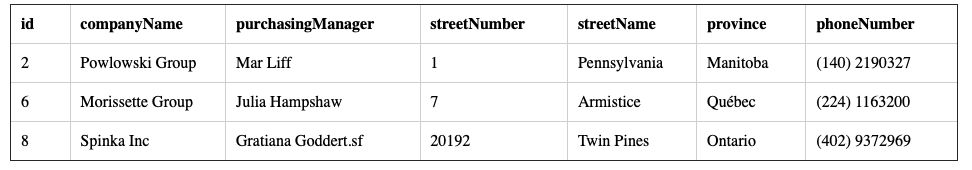 id companyName purchasingManager streetNumber streetName province phoneNumber
2 Powlowski Group Mar Liff 1 Pennsylvania Manitoba (140) 2190327
6 Morissette Group Julia Hampshaw 7 Armistice Québec (224) 1163200
8 Spinka Inc Gratiana Goddert.sf 20192 Twin Pines Ontario (402) 9372969